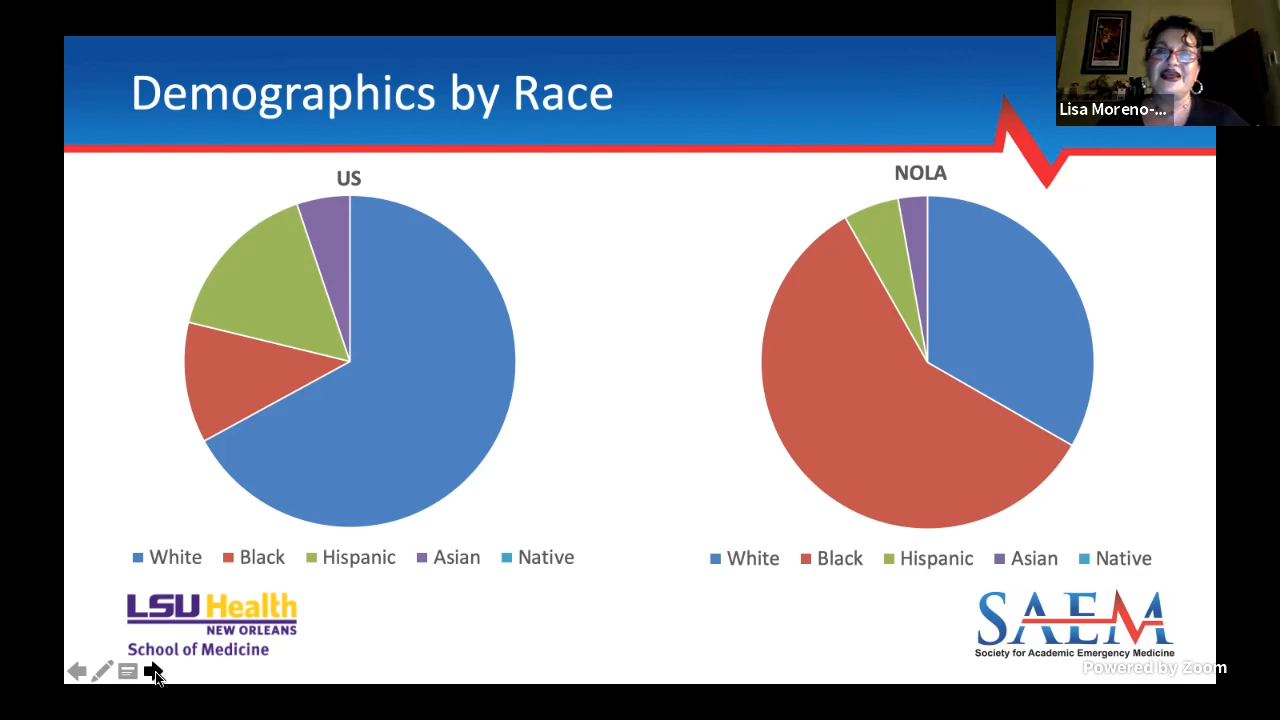 Demographics by Race
Lisa Moreno-...
US
NOLA
White Black Hispanic Asian Native
White Black Hispanic Asian Native
LSU Health
NEW ORLEANS
School of Medicine
SAEM
Society for Academic Emergency Medicine
Powered by Zoom